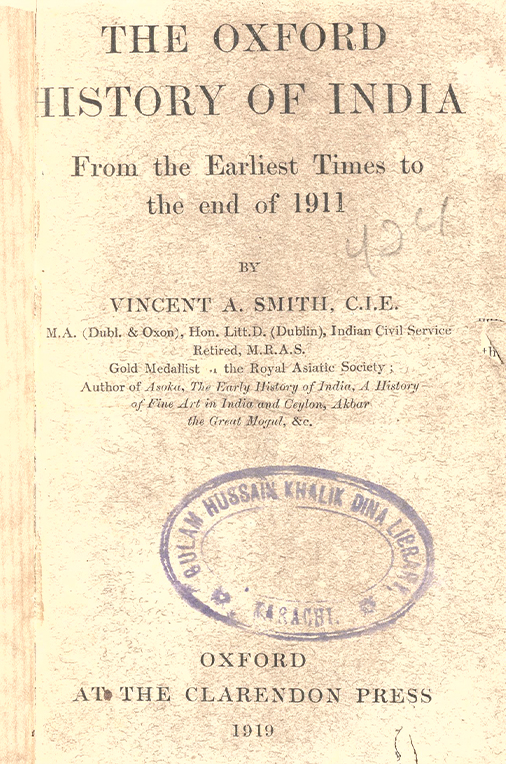 THE OXFORD
HISTORY OF INDIA
From the Earliest Times to
the end of 1911
424
BY
VINCENT A. SMITH, C.I.E.
M.A. (Dubl. & Oxon), Hon. Litt.D. (Dublin), Indian Civil Service
Retired, M.R.A.S.
Gold Medallist the Royal Asiatic Society;
Author of Asoka, The Early History of India, A History
of Fine Art in India and Ceylon, Akbar
the Great Mogul, &c.
GULAM HUSSAIN KHALIK DINA LIBRARY,
KARACHI.
OXFORD
AT THE CLARENDON PRESS
1919